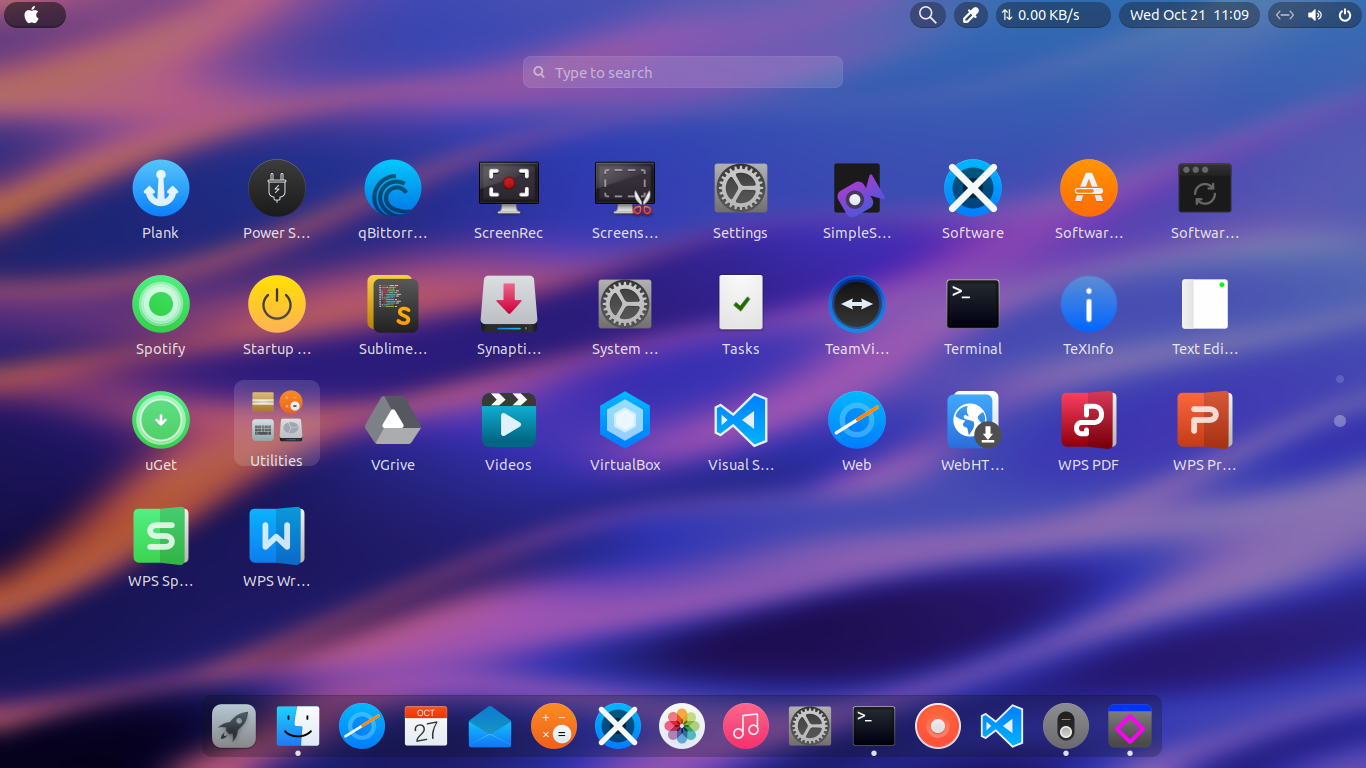 0.00 KB/s
Wed Oct 21 11:09
Type to search
Plank
Power S...
qBittorr...
ScreenRec
Screens...
Settings
SimpleS...
Software
Softwar...
Softwar...
Spotify
Startup ...
Sublime...
Synapti...
System ...
Tasks
TeamVi...
>_
Terminal
TeXInfo
Text Edi...
uGet
Utilities
VGrive
Videos
VirtualBox
Visual S...
Web
WebHT...
WPS PDF
WPS Pr...
WPS Sp...
WPS Wr...
OCT
27
>_